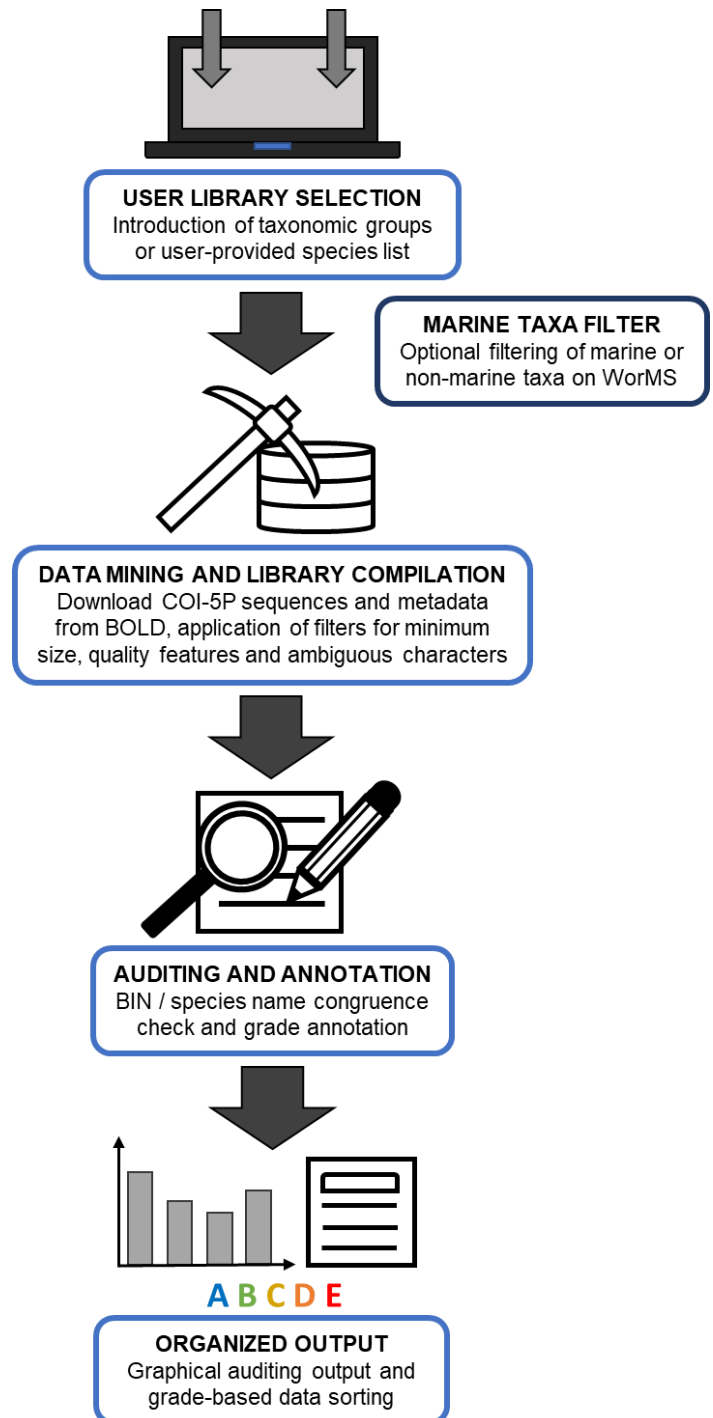 USER LIBRARY SELECTION
Introduction of taxonomic groups
or user-provided species list
MARINE TAXA FILTER
Optional filtering of marine or
non-marine taxa on WorMS
DATA MINING AND LIBRARY COMPILATION
Download COI-5P sequences and metadata
from BOLD, application of filters for minimum
size, quality features and ambiguous characters
AUDITING AND ANNOTATION
BIN / species name congruence
check and grade annotation
A B C D E
ORGANIZED OUTPUT
Graphical auditing output and
grade-based data sorting